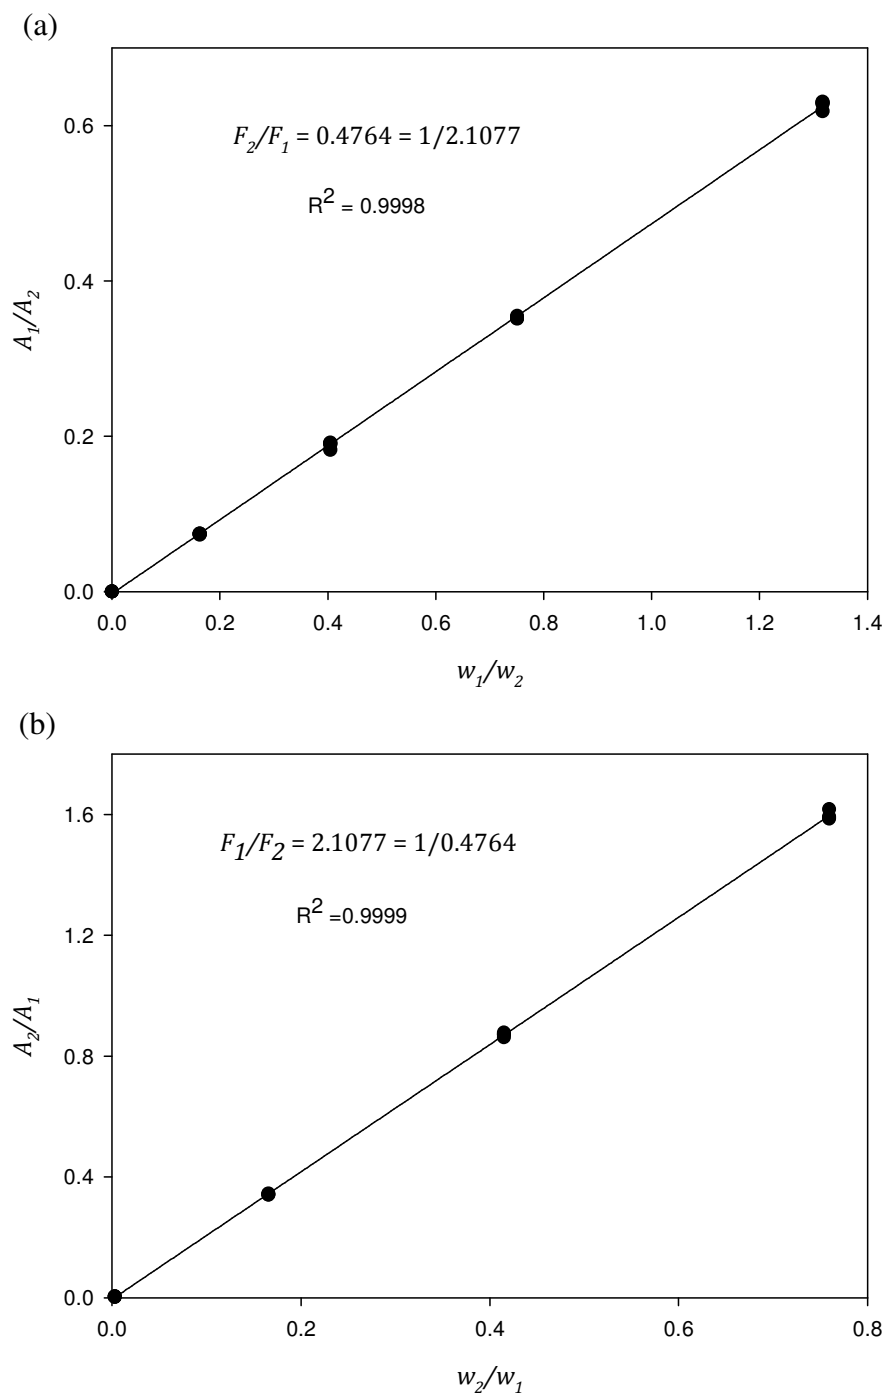 (a)
F2/F1 = 0.4764 = 1/2.1077
R2 = 0.9998
A1/A2
0.6
0.4
0.2
0.0
0.0 0.2 0.4 0.6 0.8 1.0 1.2 1.4
w1/w2
(b)
F1/F2 = 2.1077 = 1/0.4764
R2 =0.9999
A2/A1
1.6
1.2
0.8
0.4
0.0
0.0 0.2 0.4 0.6 0.8
w2/w1